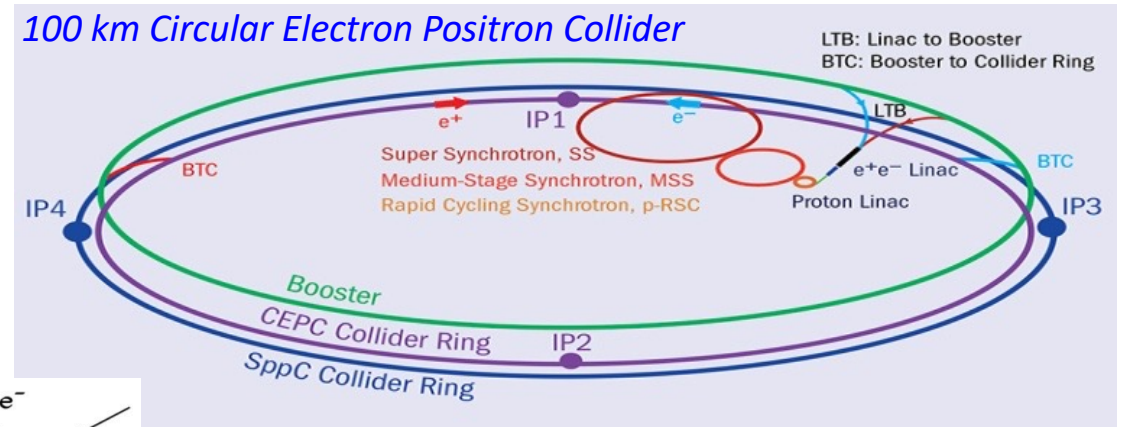 100 km Circular Electron Positron Collider
LTB: Linac to Booster
BTC: Booster to Collider Ring
LTB
e+
IP1
e−
Super Synchrotron, SS
Medium-Stage Synchrotron, MSS
Rapid Cycling Synchrotron, p-RSC
e+e− Linac
Proton Linac
BTC
BTC
IP4
IP3
Booster
CEPC Collider Ring
IP2
SppC Collider Ring
e−